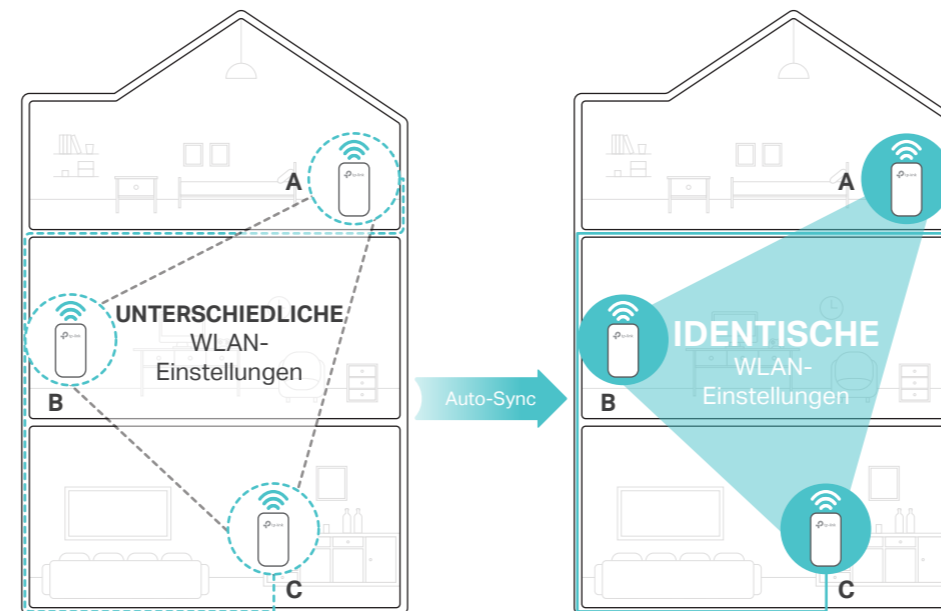 A
UNTERSCHIEDLICHE
WLAN-
Einstellungen
B
C
Auto-Sync
A
IDENTISCHE
WLAN-
Einstellungen
B
C